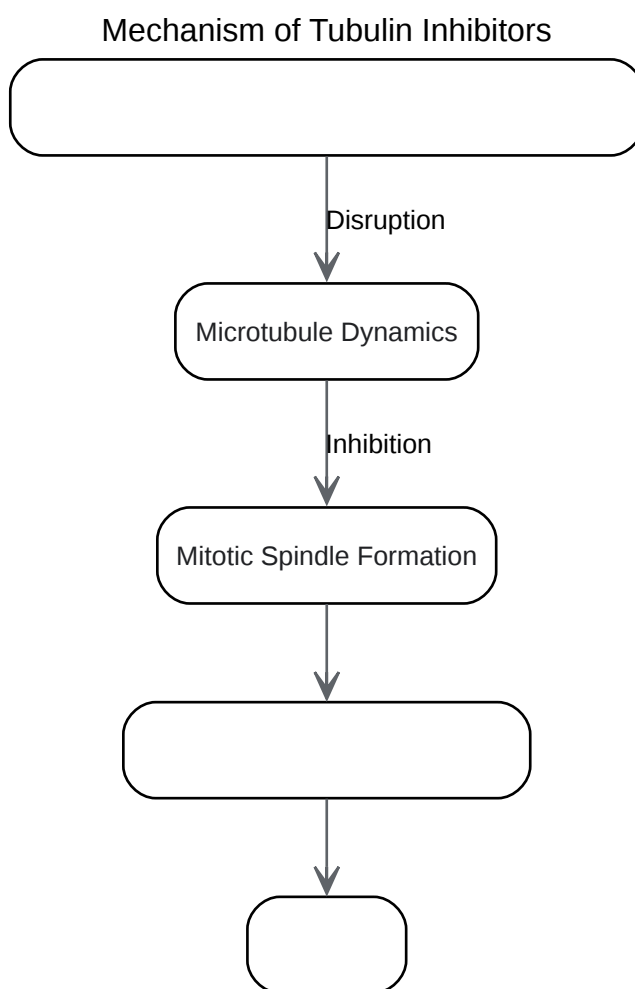 Mechanism of Tubulin Inhibitors
Disruption
Microtubule Dynamics
Inhibition
Mitotic Spindle Formation